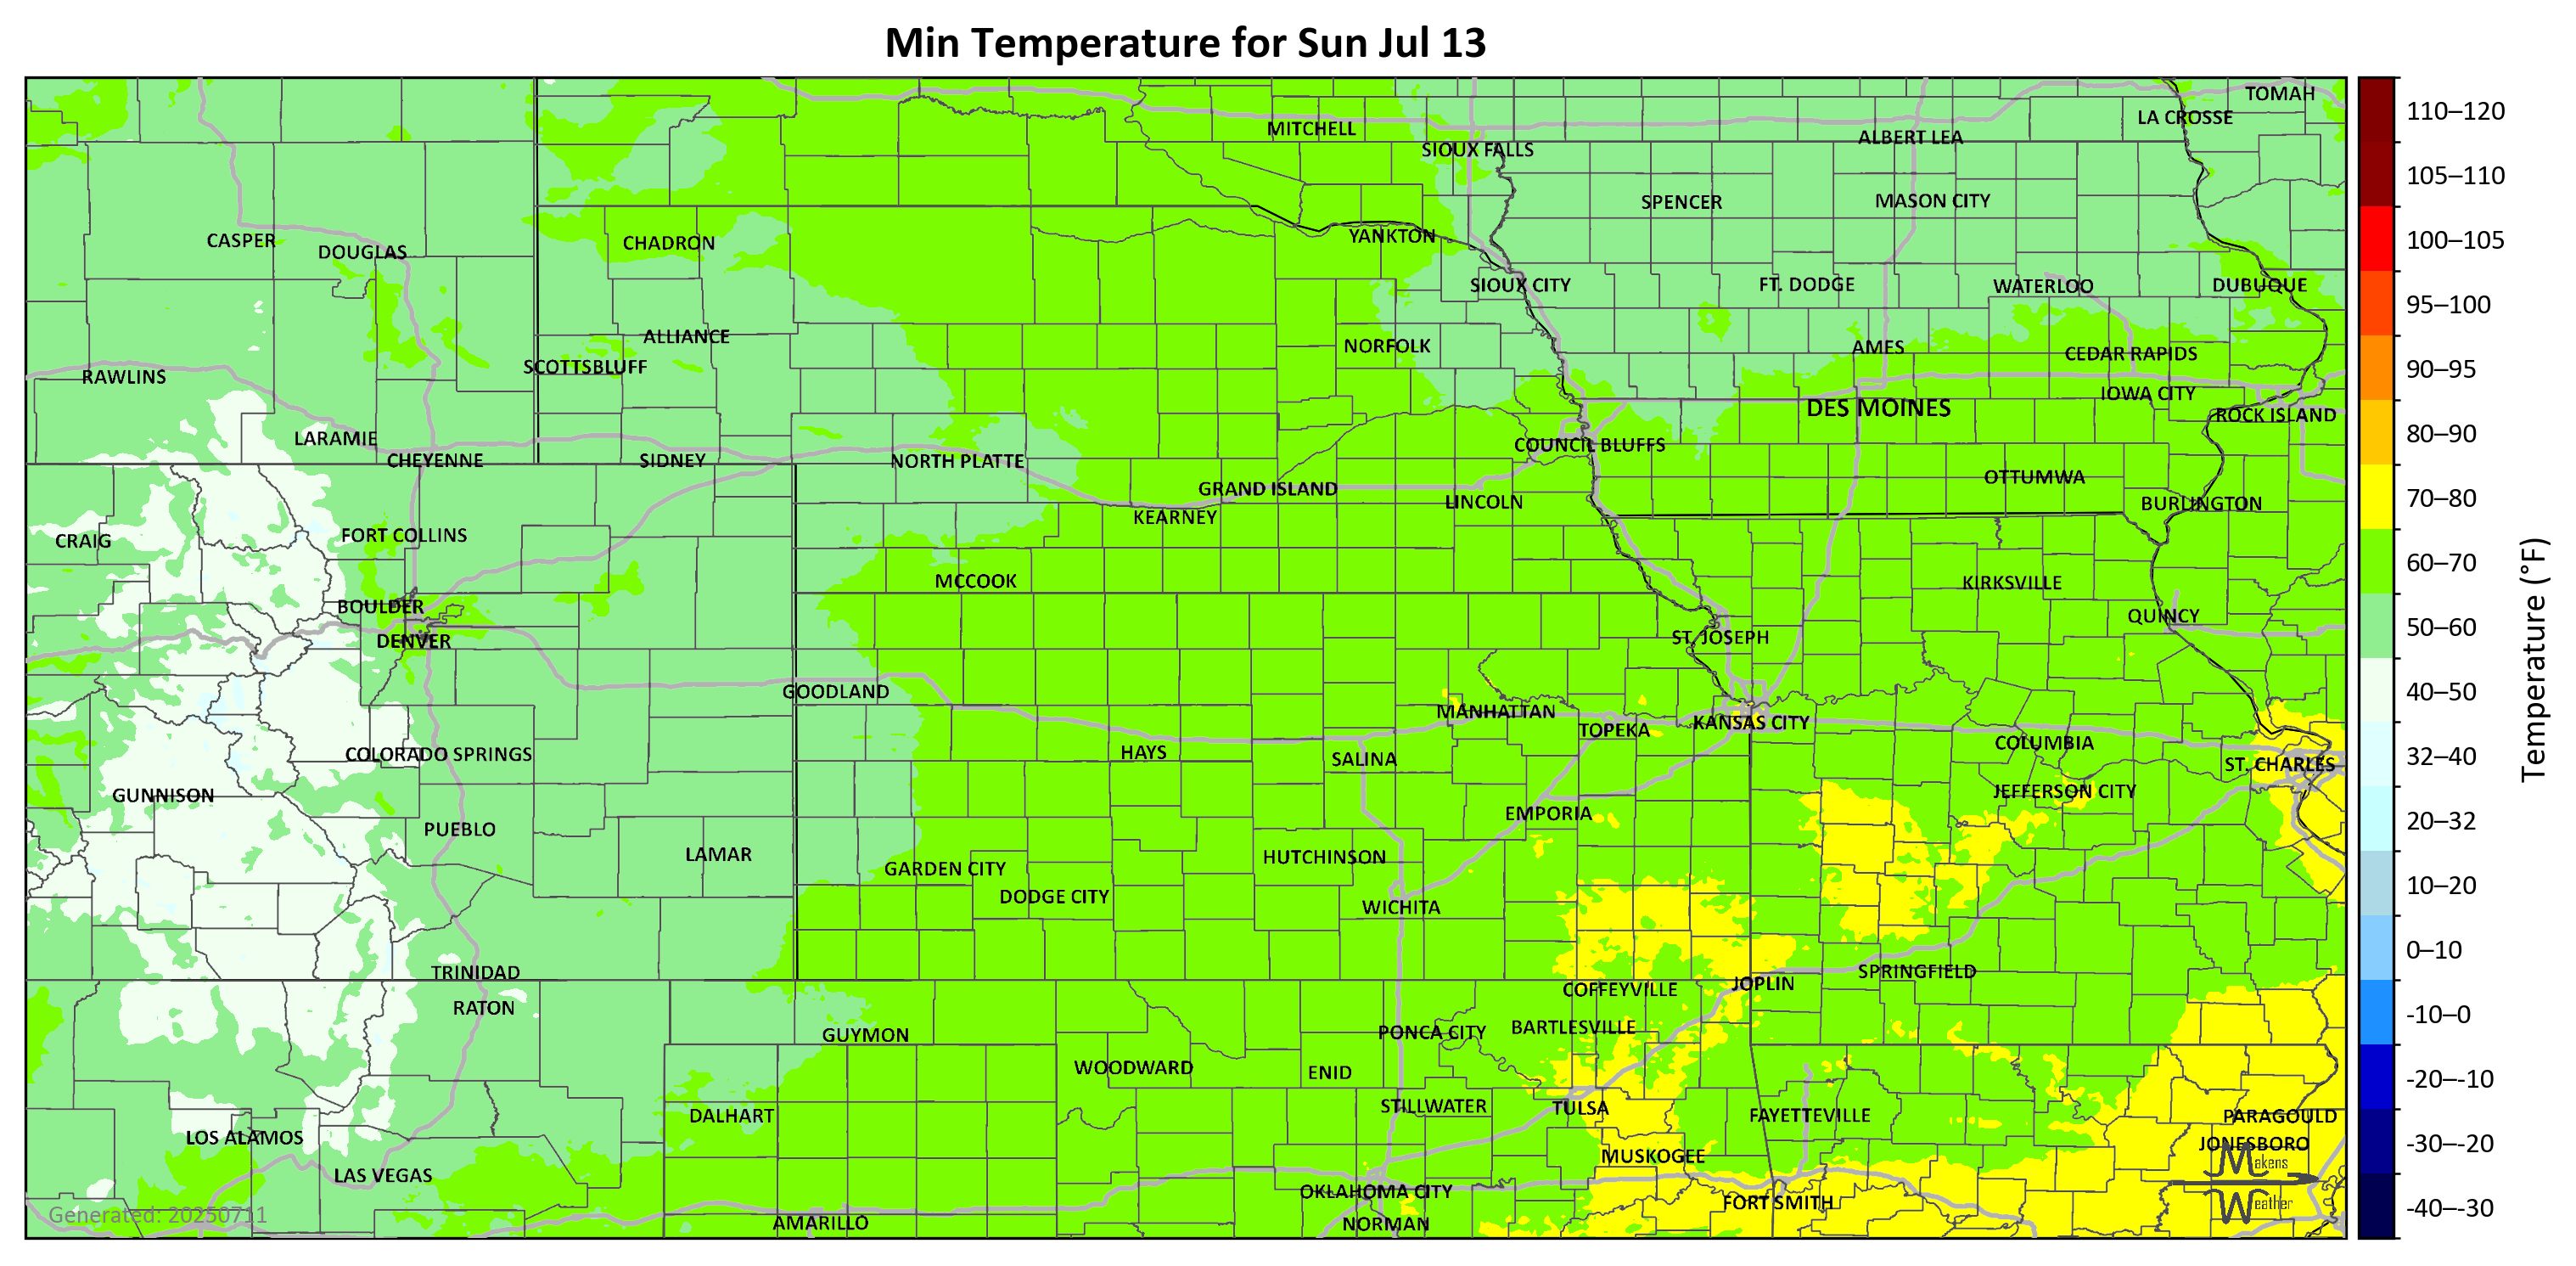 Min Temperature for Sun Jul 13
TOMAH
LA CROSSE
MITCHELL
ALBERT LEA
SIOUX FALLS
SPENCER
MASON CITY
CASPER
DOUGLAS
CHADRON
YANKTON
SIOUX CITY
FT. DODGE
WATERLOO
DUBUQUE
ALLIANCE
NORFOLK
AMES
CEDAR RAPIDS
SCOTTSBLUFF
RAWLINS
IOWA CITY
DES MOINES
ROCK ISLAND
LARAMIE
COUNCIL BLUFFS
CHEYENNE
SIDNEY
NORTH PLATTE
OTTUMWA
GRAND ISLAND
LINCOLN
BURLINGTON
KEARNEY
FORT COLLINS
CRAIG
MCCOOK
KIRKSVILLE
BOULDER
QUINCY
DENVER
ST. JOSEPH
GOODLAND
MANHATTAN
KANSAS CITY
TOPEKA
COLUMBIA
COLORADO SPRINGS
HAYS
SALINA
ST. CHARLES
GUNNISON
JEFFERSON CITY
EMPORIA
PUEBLO
LAMAR
HUTCHINSON
GARDEN CITY
DODGE CITY
WICHITA
TRINIDAD
SPRINGFIELD
JOPLIN
COFFEYVILLE
RATON
GUYMON
PONCA CITY
BARTLESVILLE
WOODWARD
ENID
STILLWATER
TULSA
DALHART
FAYETTEVILLE
PARAGOULD
LOS ALAMOS
JONESBORO
MUSKOGEE
Makens
LAS VEGAS
OKLAHOMA CITY
FORT SMITH
Weather
Generated: 20250711
AMARILLO
NORMAN
110–120
105–110
100–105
95–100
90–95
80–90
70–80
60–70
50–60
40–50
32–40
20–32
10–20
0–10
-10–0
-20–-10
-30–-20
-40–-30
Temperature (°F)